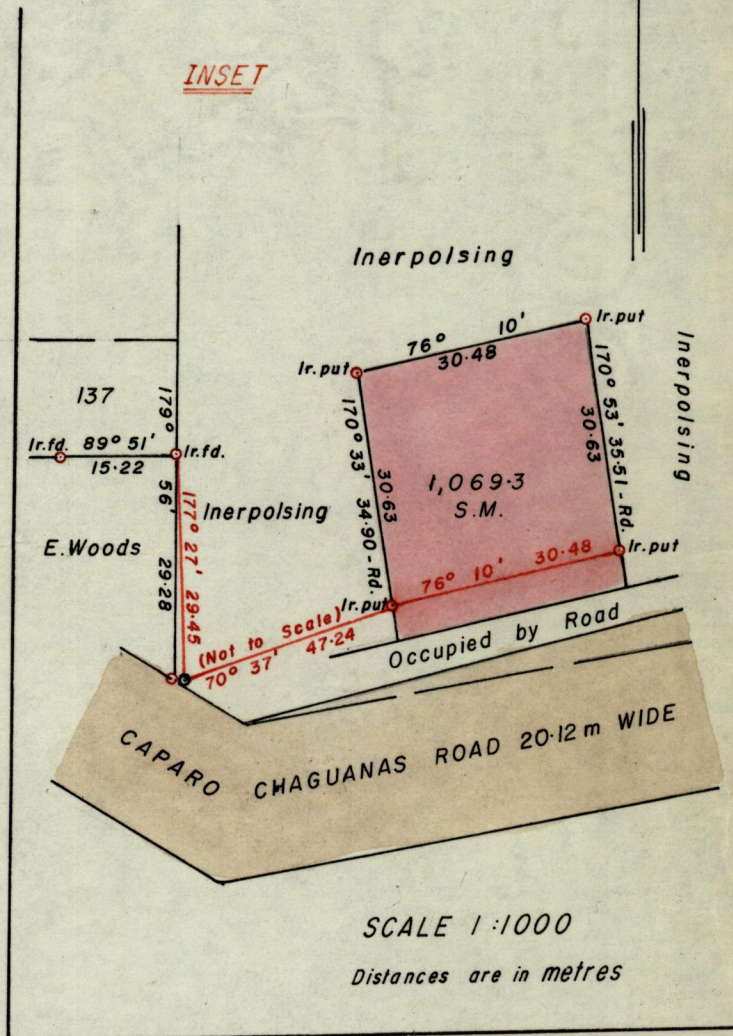 INSET
Inerpolsing
Ir.put
76° 10'
30.48
Ir.put
137
179°
56'
29.28
Ir.fd. 89° 51'
15.22
Ir.fd.
E.Woods
177° 27' 29.45
Inerpolsing
170° 33'
30.63
34.90-Rd.
1,069.3
S.M.
170° 53' 35.51-Rd.
30.63
Inerpolsing
Ir.put
76° 10' 30.48
Ir.put
(Not to Scale)
70° 37' 47.24
Occupied by Road
CAPARO CHAGUANAS ROAD 20.12 m WIDE
SCALE 1:1000
Distances are in metres